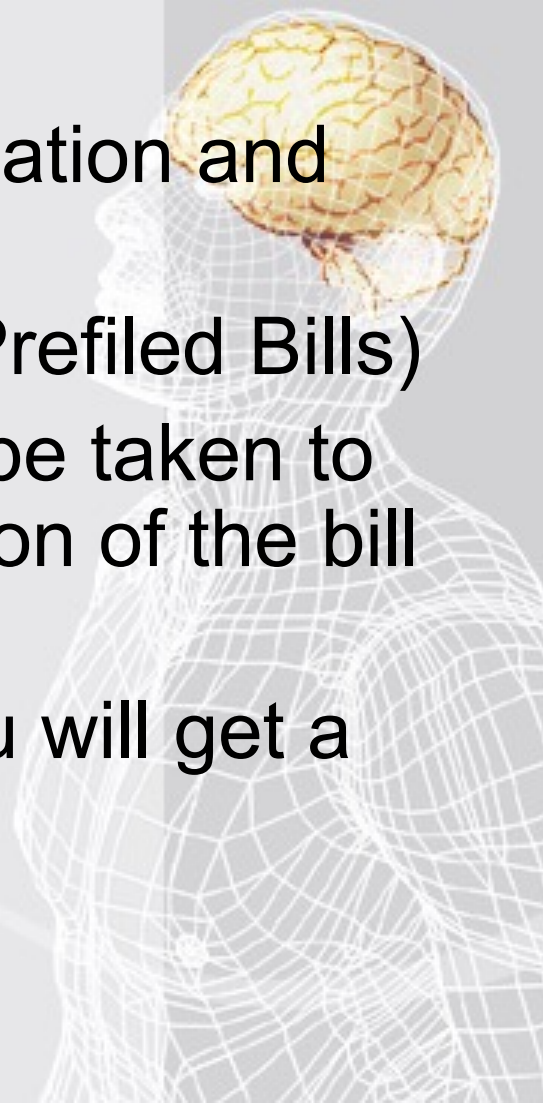 ation and
Prefiled Bills)
be taken to
on of the bill
u will get a